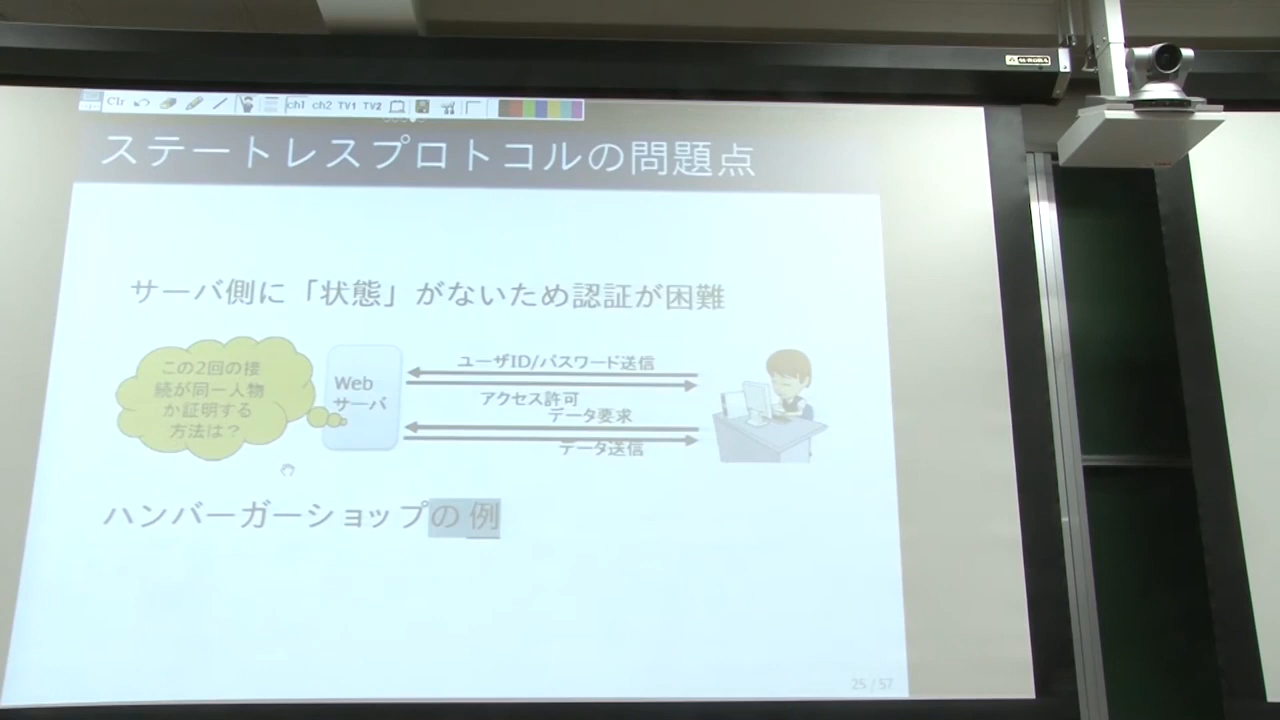 Clr ch1 ch2 TV1 TV2
ステートレスプロトコルの問題点
サーバ側に「状態」がないため認証が困難
この2回の接
続が同一人物
か証明する
方法は？
Web
サーバ
ユーザID/パスワード送信
アクセス許可
データ要求
データ送信
ハンバーガーショップの例
25 / 57